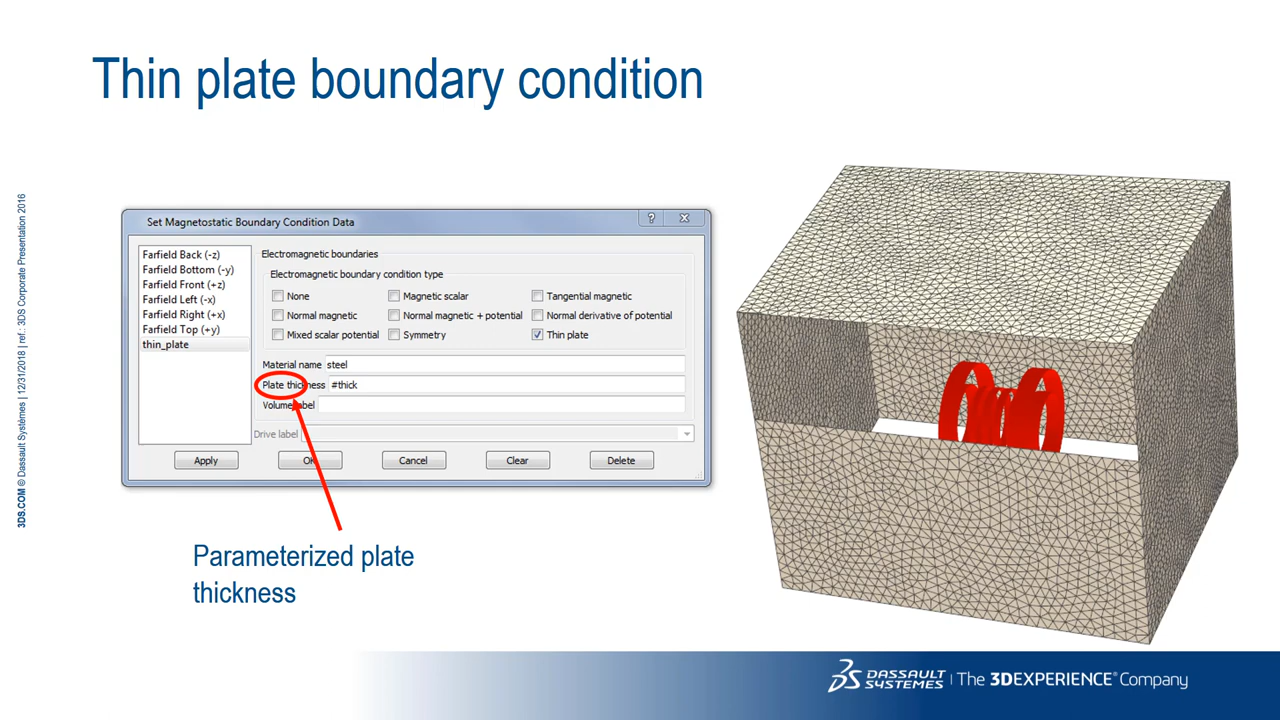 Thin plate boundary condition
3DS.COM © Dassault Systèmes | 12/31/2018 | ref.: 3DS Corporate Presentation 2016
Set Magnetostatic Boundary Condition Data
Farfield Back (-z)
Farfield Bottom (-y)
Farfield Front (+z)
Farfield Left (-x)
Farfield Right (+x)
Farfield Top (+y)
thin_plate
Electromagnetic boundaries
Electromagnetic boundary condition type
None Magnetic scalar Tangential magnetic
Normal magnetic Normal magnetic + potential Normal derivative of potential
Mixed scalar potential Symmetry Thin plate
Material name steel
Plate thickness #thick
Volume label
Drive label
Apply OK Cancel Clear Delete
Parameterized plate
thickness
DASSAULT
SYSTEMES | The 3DEXPERIENCE® Company